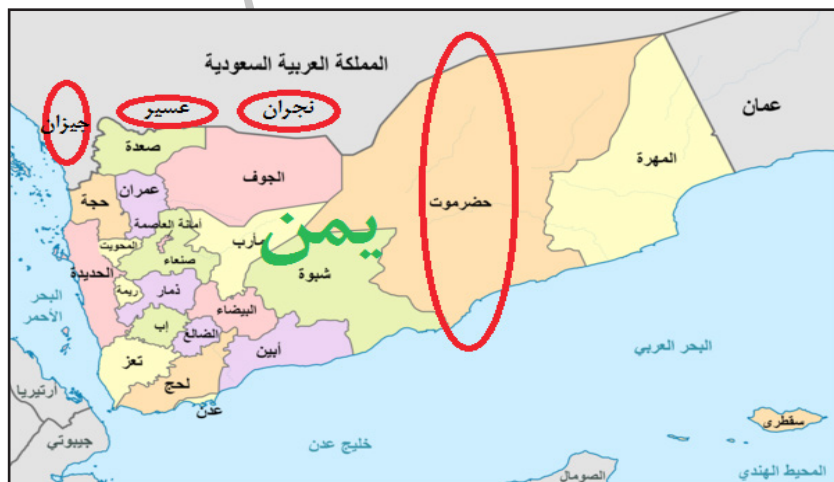 المملكة العربية السعودية
جيزان
عسير
نجران
عمان
صعدة
الجوف
المهرة
حضرموت
حجة
عمران
أمانة العاصمة
مأرب
يمن
المحويت
صنعاء
شبوة
الحديدة
ريمة
ذمار
البيضاء
البحر
الأحمر
إب
الضالع
أبين
تعز
لحج
عدن
البحر العربي
ارتيريا
جيبوتي
خليج عدن
سقطرى
الصومال
المحيط الهندي